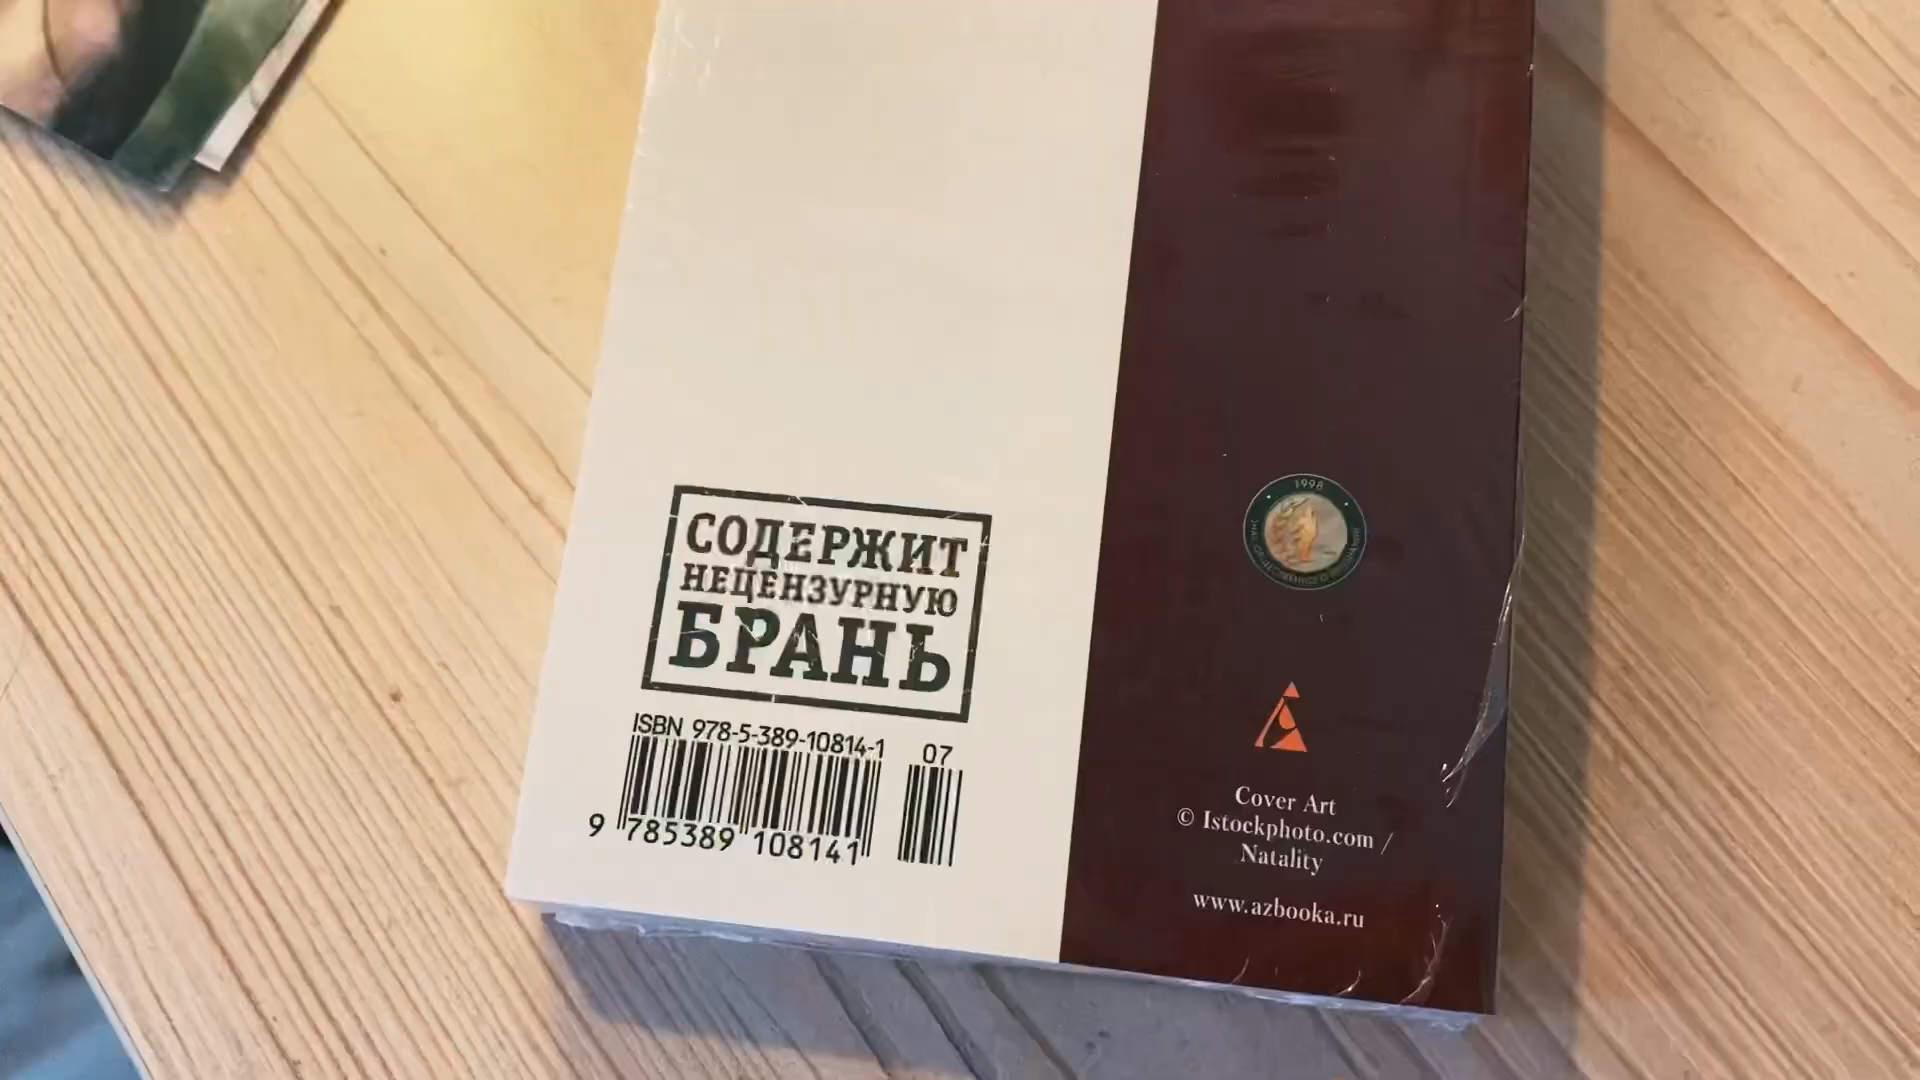 СОДЕРЖИТ
НЕЦЕНЗУРНУЮ
БРАНЬ
ISBN 978-5-389-10814-1
07
9 785389 108141
1998
Cover Art
© Istockphoto.com /
Natality
www.azbooka.ru